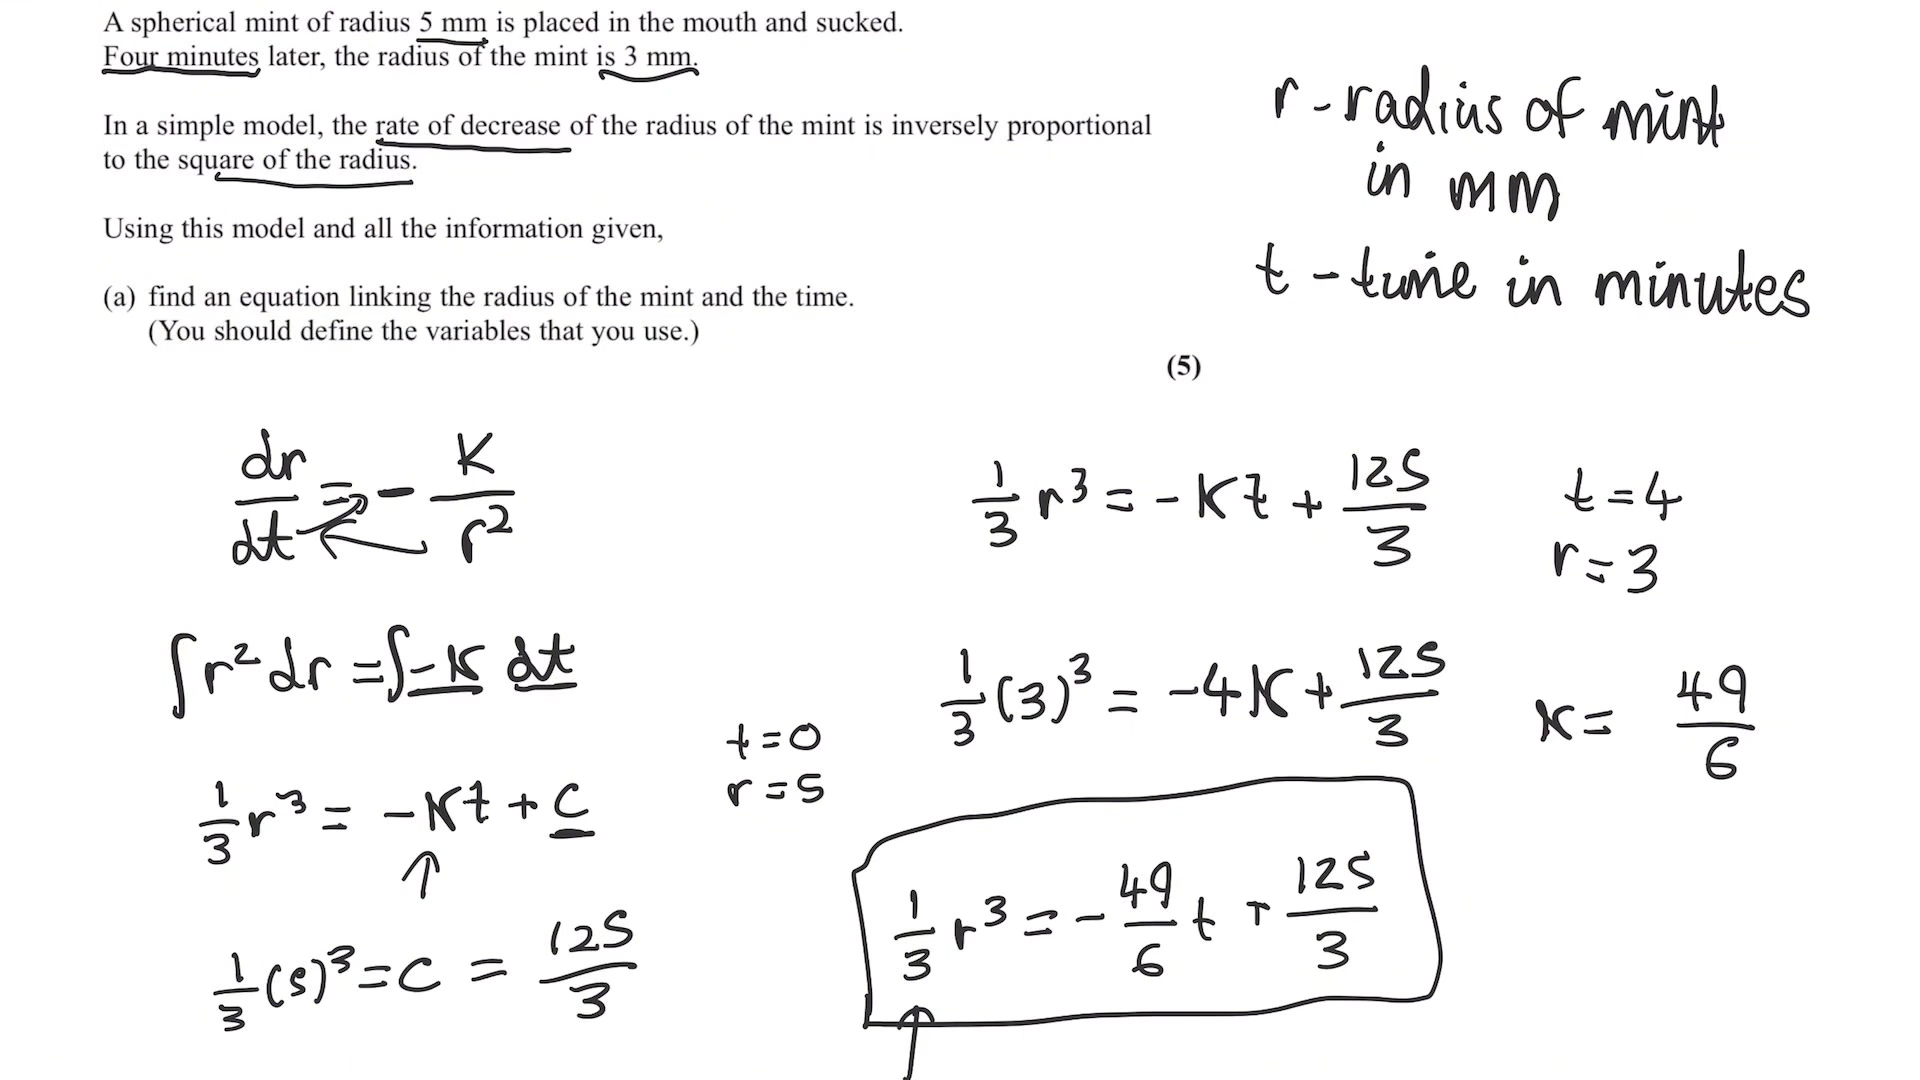 A spherical mint of radius 5 mm is placed in the mouth and sucked.
Four minutes later, the radius of the mint is 3 mm.
In a simple model, the rate of decrease of the radius of the mint is inversely proportional
to the square of the radius.
Using this model and all the information given,
(a) find an equation linking the radius of the mint and the time.
(You should define the variables that you use.)
(5)
r - radius of mint
in mm
t - time in minutes
dr/dt = - K/r²
∫r² dr = ∫-K dt
1/3 r³ = -Kt + C
t=0
r=5
1/3 (5)³ = C = 125/3
1/3 r³ = -Kt + 125/3
t=4
r=3
1/3 (3)³ = -4K + 125/3
K = 49/6
1/3 r³ = - 49/6 t + 125/3